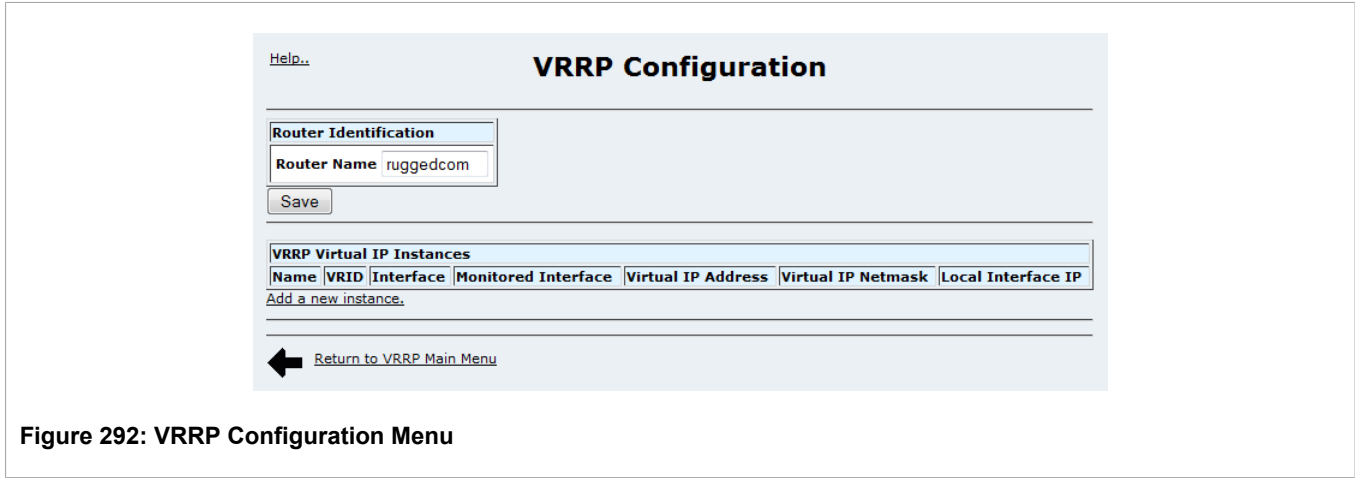 Help..
VRRP Configuration
Router Identification
Router Name ruggedcom
Save
VRRP Virtual IP Instances
Name VRID Interface Monitored Interface Virtual IP Address Virtual IP Netmask Local Interface IP
Add a new instance.
Return to VRRP Main Menu
Figure 292: VRRP Configuration Menu